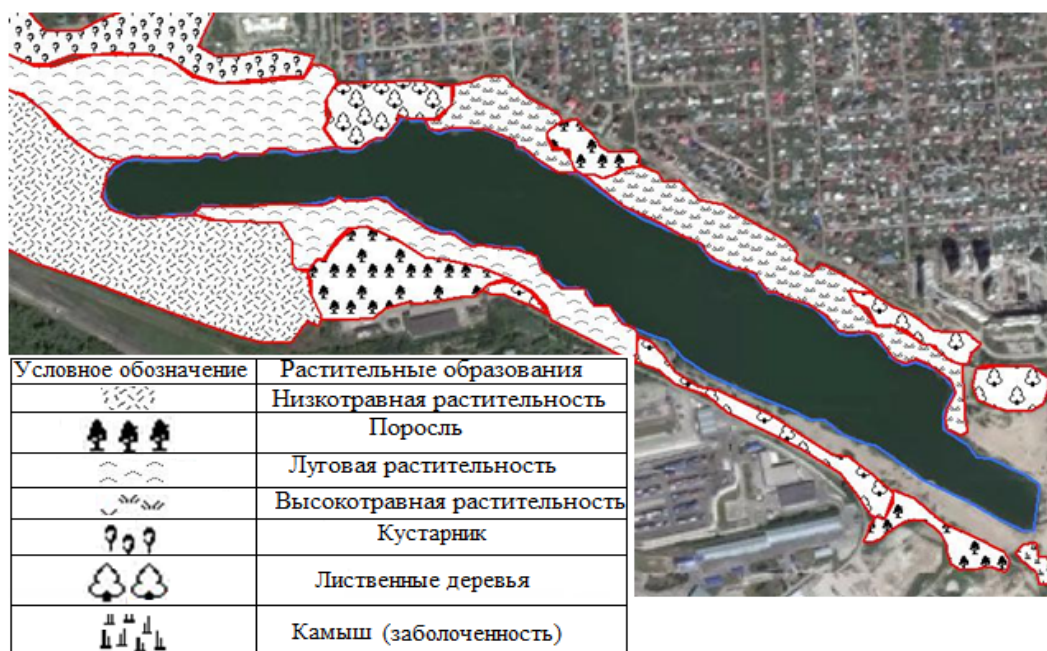 Условное обозначение Растительные образования
Низкотравная растительность
Поросль
Луговая растительность
Высокотравная растительность
Кустарник
Лиственные деревья
Камыш (заболоченность)